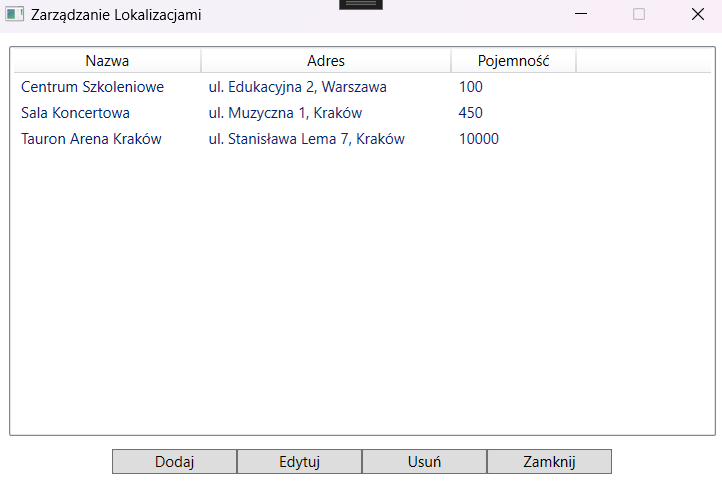 Zarządzanie Lokalizacjami
Nazwa Adres Pojemność
Centrum Szkoleniowe ul. Edukacyjna 2, Warszawa 100
Sala Koncertowa ul. Muzyczna 1, Kraków 450
Tauron Arena Kraków ul. Stanisława Lema 7, Kraków 10000
Dodaj Edytuj Usuń Zamknij